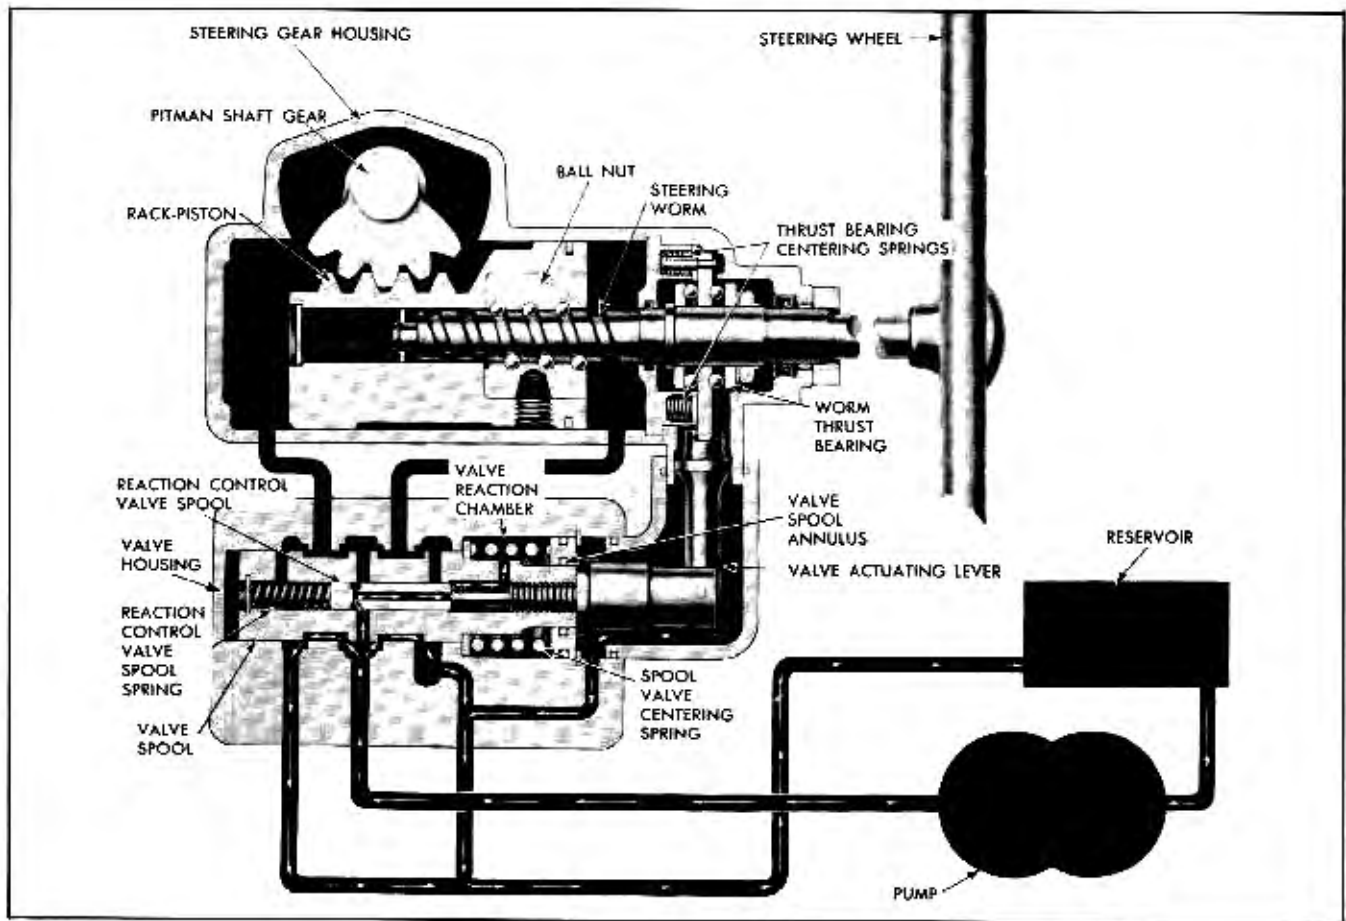 STEERING GEAR HOUSING
STEERING WHEEL
PITMAN SHAFT GEAR
BALL NUT
STEERING
WORM
RACK-PISTON
THRUST BEARING
CENTERING SPRINGS
WORM
THRUST
BEARING
VALVE
REACTION
CHAMBER
REACTION CONTROL
VALVE SPOOL
VALVE
SPOOL
ANNULUS
VALVE
HOUSING
RESERVOIR
VALVE ACTUATING LEVER
REACTION
CONTROL
VALVE
SPOOL
SPRING
SPOOL
VALVE
CENTERING
SPRING
VALVE
SPOOL
PUMP